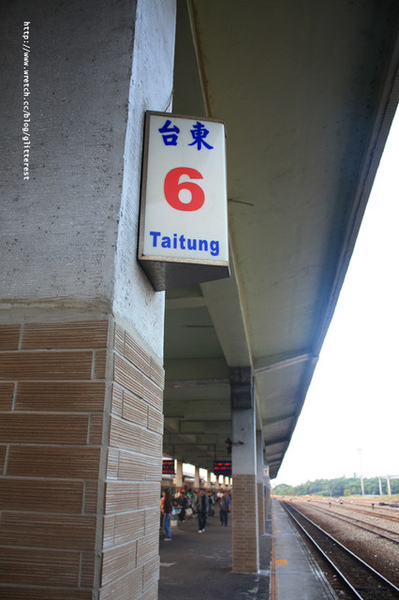 http://www.wretch.cc/blog/glitterest
台東
6
Taitung